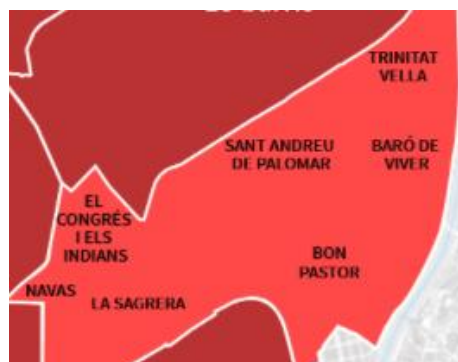 TRINITAT
VELLA
SANT ANDREU
DE PALOMAR
BARÓ DE
VIVER
EL
CONGRÉS
I ELS
INDIANS
BON
PASTOR
NAVAS
LA SAGRERA